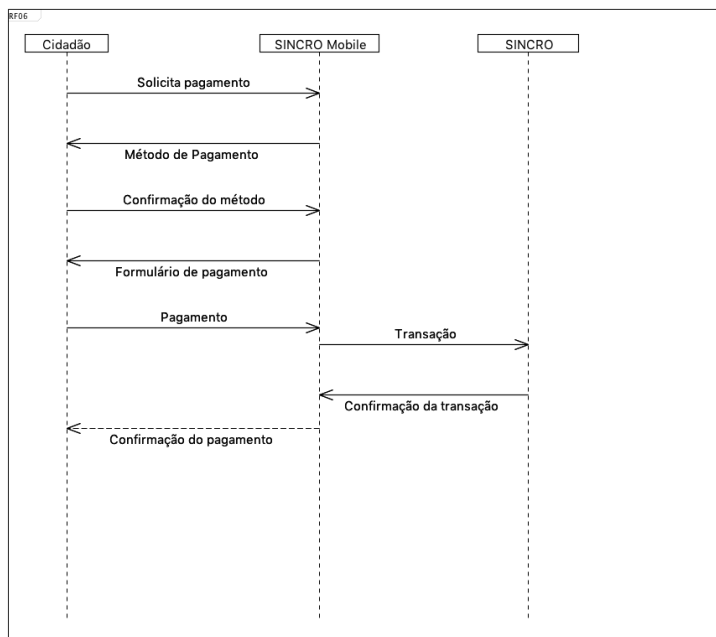 RF06
Cidadão
SINCRO Mobile
SINCRO
Solicita pagamento
Método de Pagamento
Confirmação do método
Formulário de pagamento
Pagamento
Transação
Confirmação da transação
Confirmação do pagamento